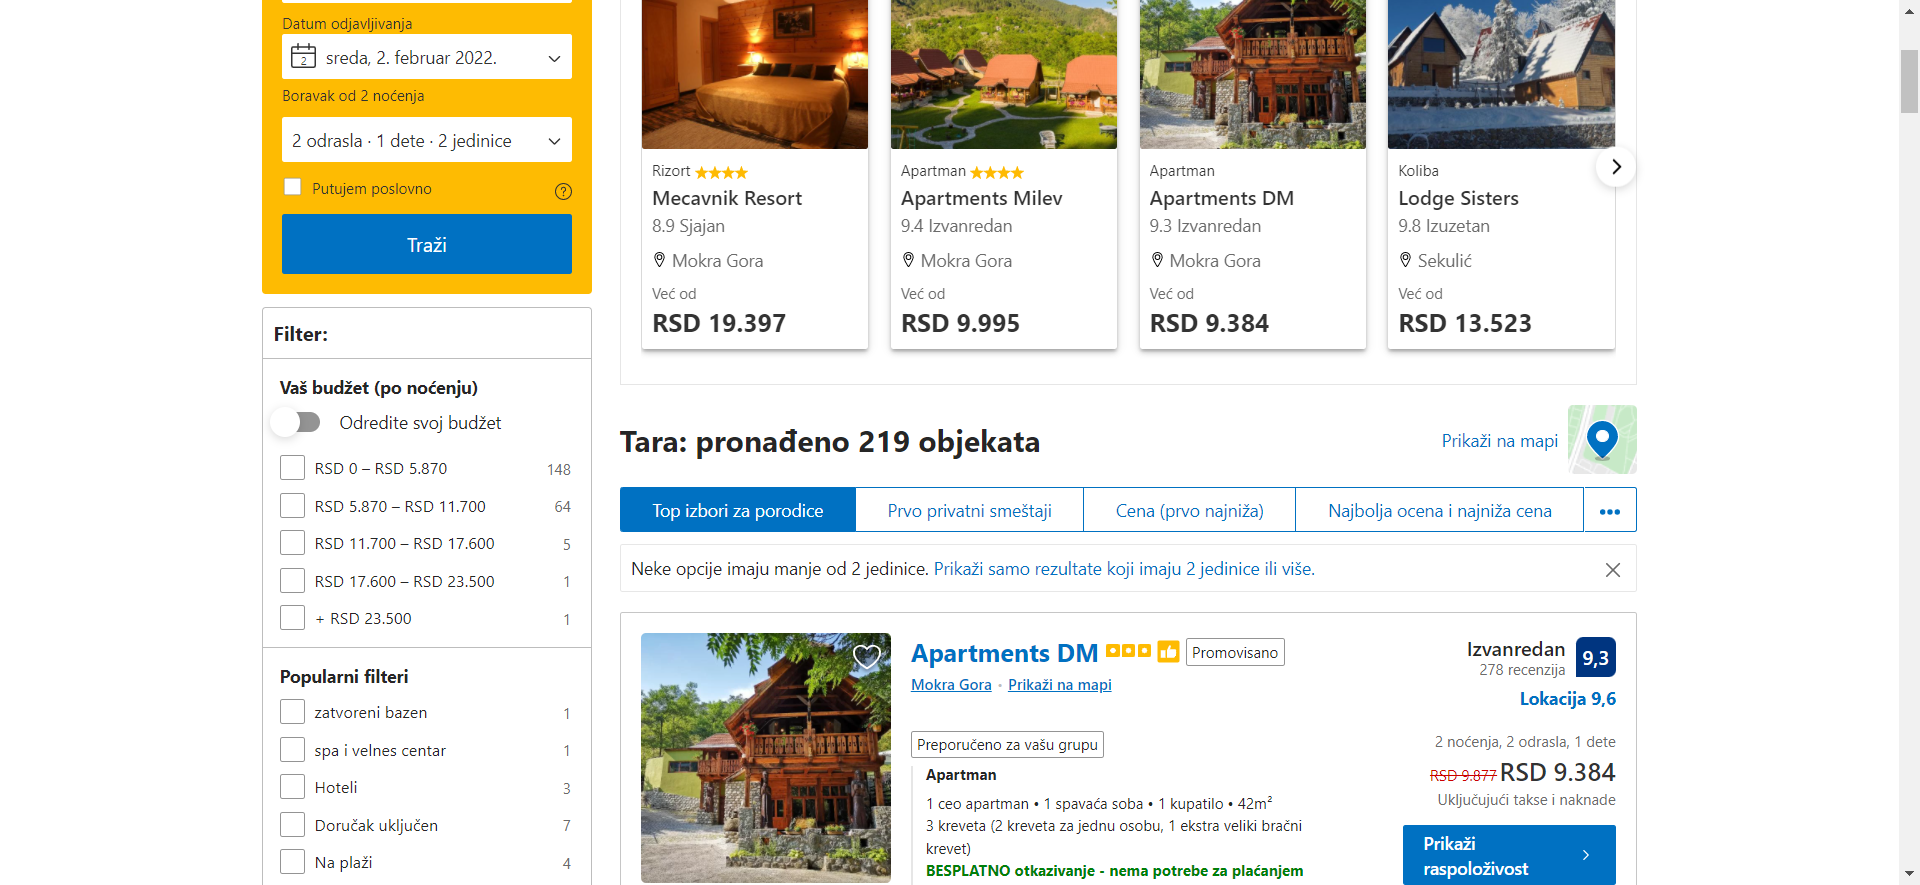 Datum odjavljivanja
2
sreda, 2. februar 2022.
Boravak od 2 noćenja
2 odrasla · 1 dete · 2 jedinice
Putujem poslovno
?
Traži
Filter:
Vaš budžet (po noćenju)
Odredite svoj budžet
RSD 0 – RSD 5.870 148
RSD 5.870 – RSD 11.700 64
RSD 11.700 – RSD 17.600 5
RSD 17.600 – RSD 23.500 1
+ RSD 23.500 1
Popularni filteri
zatvoreni bazen 1
spa i velnes centar 1
Hoteli 3
Doručak uključen 7
Na plaži 4
Rizort
Mecavnik Resort
8.9 Sjajan
Mokra Gora
Već od
RSD 19.397
Apartman
Apartments Milev
9.4 Izvanredan
Mokra Gora
Već od
RSD 9.995
Apartman
Apartments DM
9.3 Izvanredan
Mokra Gora
Već od
RSD 9.384
Koliba
Lodge Sisters
9.8 Izuzetan
Sekulić
Već od
RSD 13.523
Tara: pronađeno 219 objekata
Prikaži na mapi
Top izbori za porodice
Prvo privatni smeštaji
Cena (prvo najniža)
Najbolja ocena i najniža cena
•••
Neke opcije imaju manje od 2 jedinice. Prikaži samo rezultate koji imaju 2 jedinice ili više.
Apartments DM
Promovisano
Mokra Gora • Prikaži na mapi
Preporučeno za vašu grupu
Apartman
1 ceo apartman • 1 spavaća soba • 1 kupatilo • 42m²
3 kreveta (2 kreveta za jednu osobu, 1 ekstra veliki bračni
krevet)
BESPLATNO otkazivanje - nema potrebe za plaćanjem
Izvanredan
9,3
278 recenzija
Lokacija 9,6
2 noćenja, 2 odrasla, 1 dete
RSD 9.877 RSD 9.384
Uključujući takse i naknade
Prikaži
raspoloživost